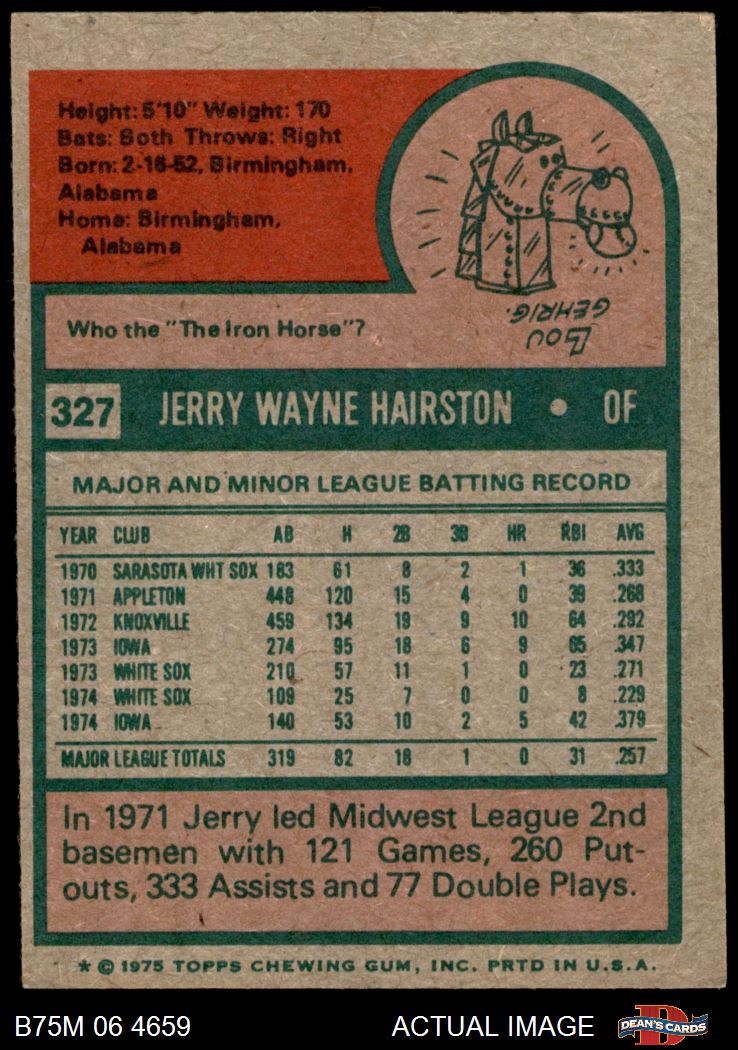 Height: 5'10" Weight: 170
Bats: Both Throws: Right
Born: 2-16-52, Birmingham,
Alabama
Home: Birmingham,
Alabama
Who the "The Iron Horse"?
LOU
GEHRIG.
327 JERRY WAYNE HAIRSTON • OF
MAJOR AND MINOR LEAGUE BATTING RECORD
YEAR CLUB AB H 2B 3B HR RBI AVG
1970 SARASOTA WHT SOX 183 61 8 2 1 36 .333
1971 APPLETON 448 120 15 4 0 39 .268
1972 KNOXVILLE 459 134 19 9 10 64 .292
1973 IOWA 274 95 18 6 9 65 .347
1973 WHITE SOX 210 57 11 1 0 23 .271
1974 WHITE SOX 109 25 7 0 0 8 .229
1974 IOWA 140 53 10 2 5 42 .379
MAJOR LEAGUE TOTALS 319 82 18 1 0 31 .257
In 1971 Jerry led Midwest League 2nd
basemen with 121 Games, 260 Put-
outs, 333 Assists and 77 Double Plays.
* © 1975 TOPPS CHEWING GUM, INC. PRTD IN U.S.A.
B75M 06 4659 ACTUAL IMAGE D DEAN'S CARDS